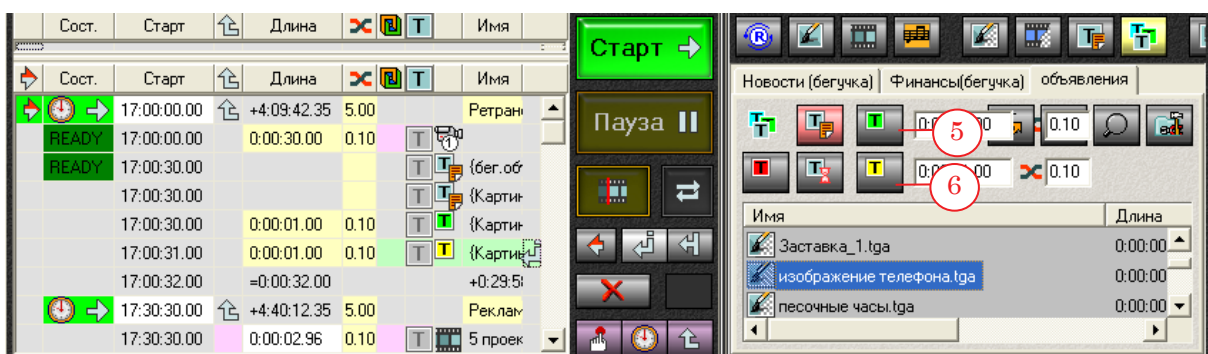 Сост. Старт Длина T Имя
Сост. Старт Длина T Имя
17:00:00.00 +4:09:42.35 5.00 Ретран
READY 17:00:00.00 0:00:30.00 0.10 T 1
READY 17:00:30.00 T T {бег.об
17:00:30.00 T T {Картин
17:00:30.00 0:00:01.00 0.10 T T {Картин
17:00:31.00 0:00:01.00 0.10 T T {Картин
17:00:32.00 =0:00:32.00 +0:29:5
17:30:30.00 +4:40:12.35 5.00 Реклам
17:30:30.00 0:00:02.96 0.10 T 5 проек
Старт
Пауза
R T T T
Новости (бегучка) Финансы(бегучка) объявления
T T T T 5 0.10 edit
T T T 6 0.10
Имя Длина
Заставка_1.tga 0:00:00
изображение телефона.tga 0:00:00
песочные часы.tga 0:00:00